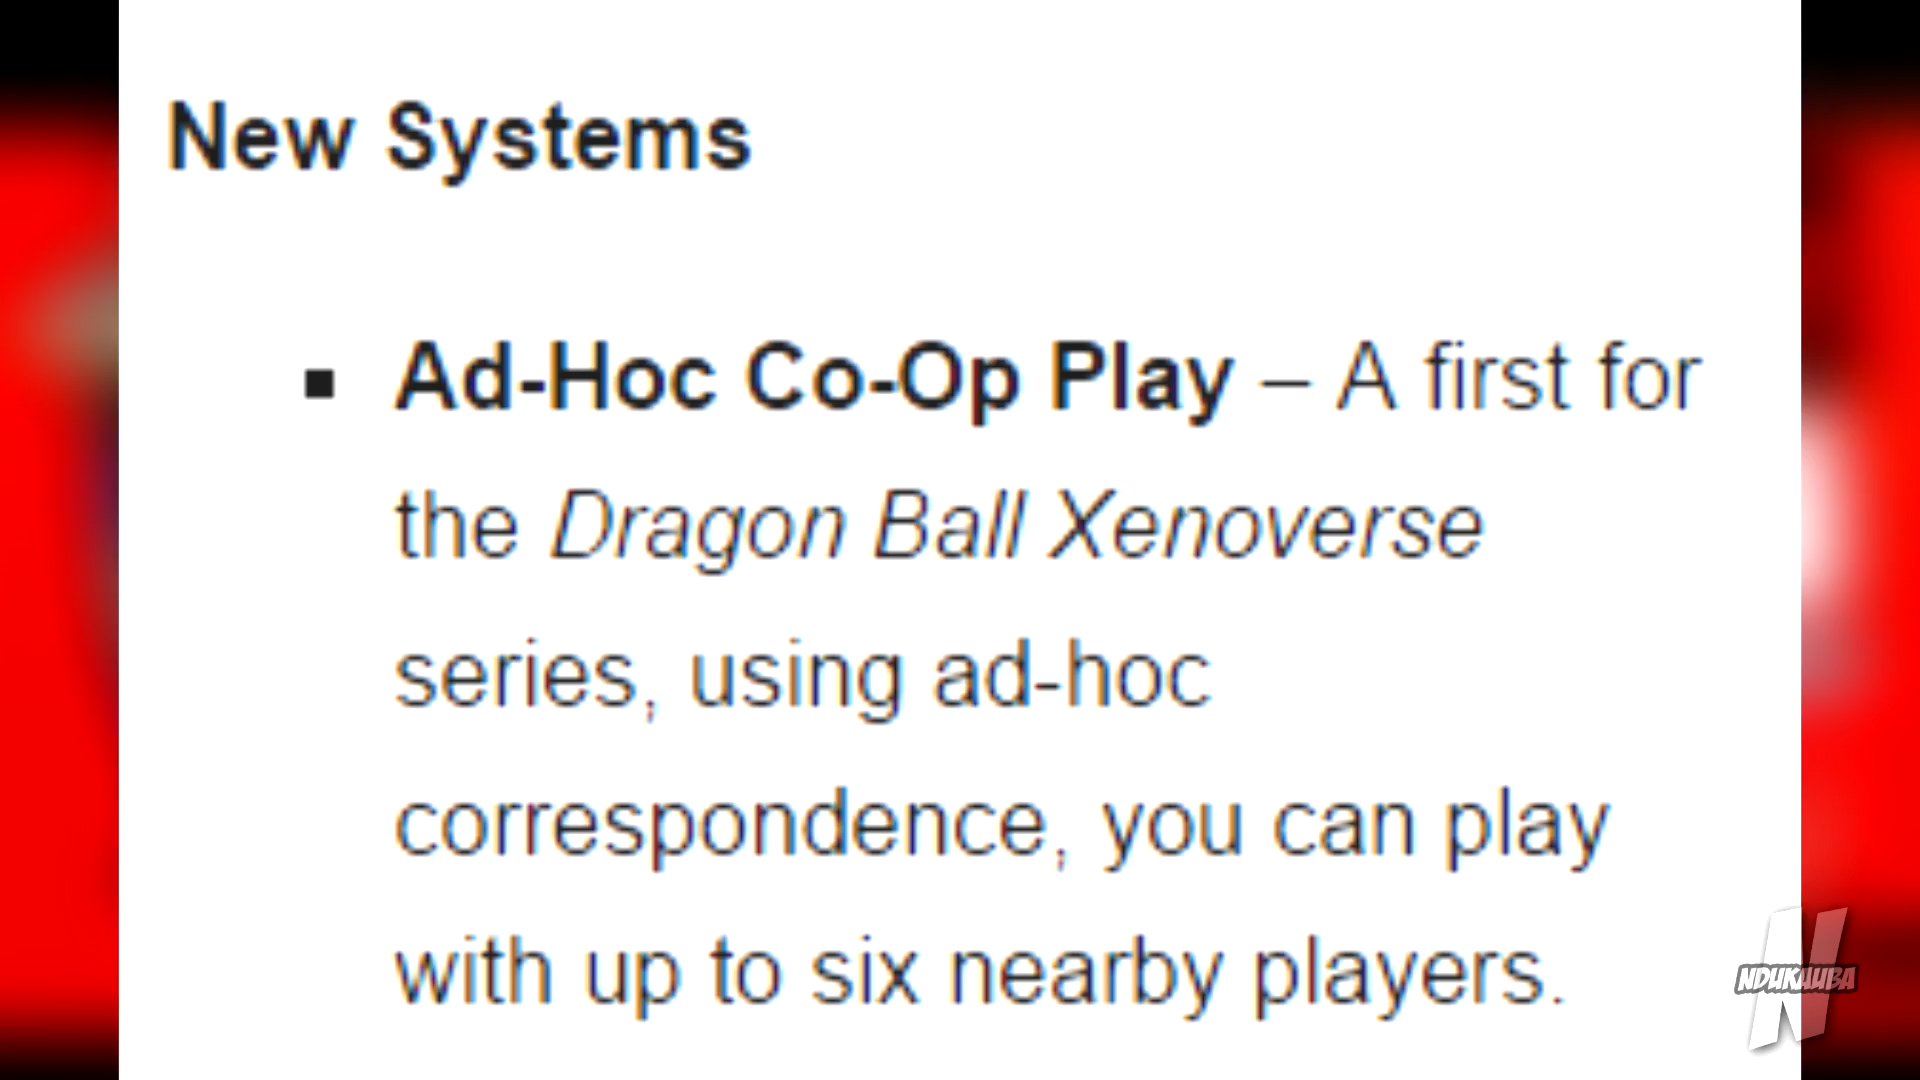 New Systems
▪ Ad-Hoc Co-Op Play – A first for
the Dragon Ball Xenoverse
series, using ad-hoc
correspondence, you can play
with up to six nearby players.
NDUKAUBA